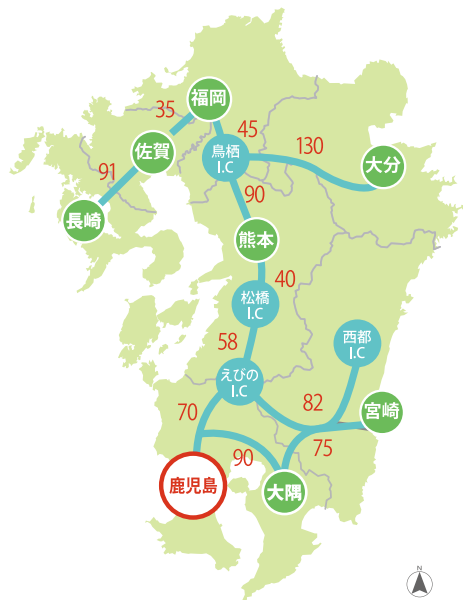 福岡
35
45
鳥栖
I.C
130
佐賀
大分
91
90
長崎
熊本
40
松橋
I.C
58
西都
I.C
えびの
I.C
82
70
宮崎
75
90
鹿児島
大隅
N